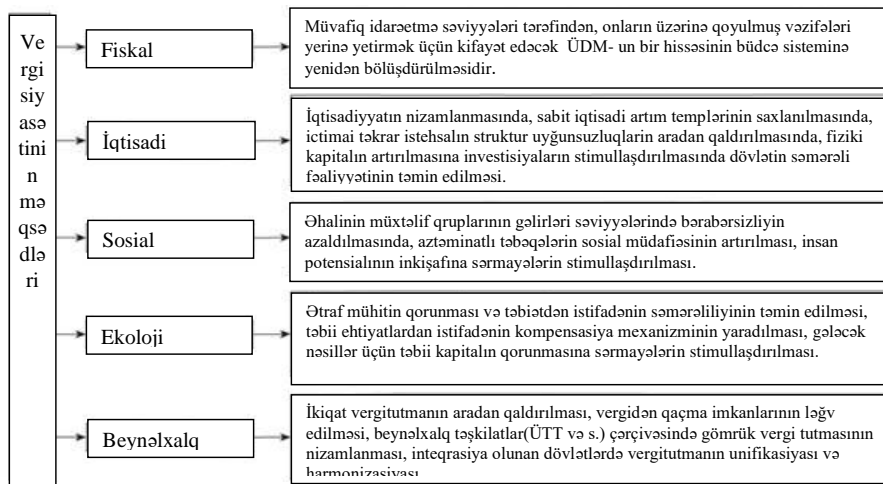 Ve
rgi
siy
asə
tini
n
mə
qsə
dlə
ri
Fiskal
Müvafiq idarəetmə səviyyələri tərəfindən, onların üzərinə qoyulmuş vəzifələri
yerinə yetirmək üçün kifayət edəcək ÜDM- un bir hissəsinin büdcə sisteminə
yenidən bölüşdürülməsidir.
İqtisadi
İqtisadiyyatın nizamlanmasında, sabit iqtisadi artım templərinin saxlanılmasında,
ictimai təkrar istehsalın struktur uyğunsuzluqlarin aradan qaldırılmasında, fiziki
kapitalın artırılmasına investisiyaların stimullaşdırılmasında dövlətin səmərəli
fəaliyyətinin təmin edilməsi.
Sosial
Əhalinin müxtəlif qruplarının gəlirləri səviyyələrində bərabərsizliyin
azaldılmasında, aztəminatlı təbəqələrin sosial müdafiəsinin artırılması, insan
potensialının inkişafına sərmayələrin stimullaşdırılması.
Ekoloji
Ətraf mühitin qorunması və təbiətdən istifadənin səmərəliliyinin təmin edilməsi,
təbii ehtiyatlardan istifadənin kompensasiya mexanizminin yaradılması, gələcək
nəsillər üçün təbii kapitalın qorunmasına sərmayələrin stimullaşdırılması.
Beynəlxalq
İkiqat vergitutmanın aradan qaldırılması, vergidən qaçma imkanlarının ləğv
edilməsi, beynəlxalq təşkilatlar(ÜTT və s.) çərçivəsində gömrük vergi tutmasının
nizamlanması, inteqrasiya olunan dövlətlərdə vergitutmanın unifikasiyası və
harmonizasiyası